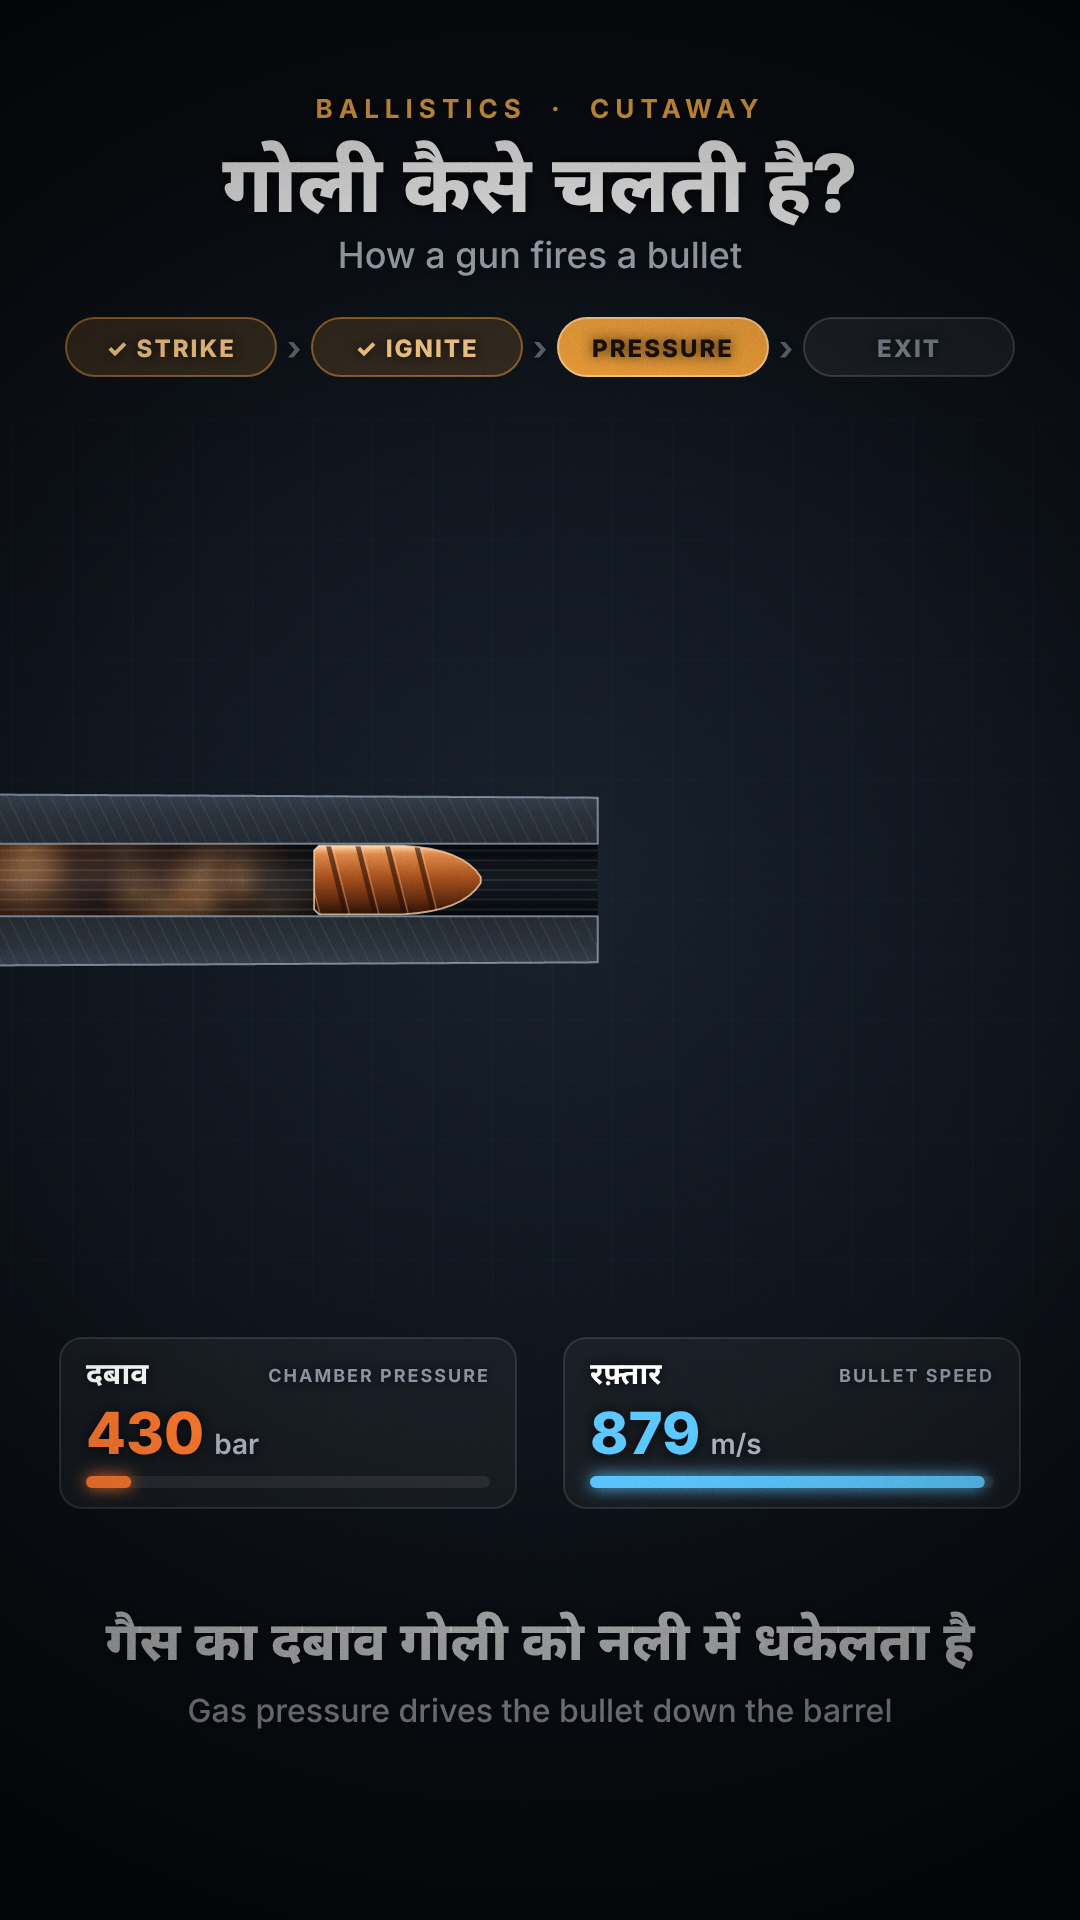 BALLISTICS · CUTAWAY
गोली कैसे चलती है?
How a gun fires a bullet
✓ STRIKE › ✓ IGNITE › PRESSURE › EXIT
दबाव CHAMBER PRESSURE
430 bar
रफ़्तार BULLET SPEED
879 m/s
गैस का दबाव गोली को नली में धकेलता है
Gas pressure drives the bullet down the barrel